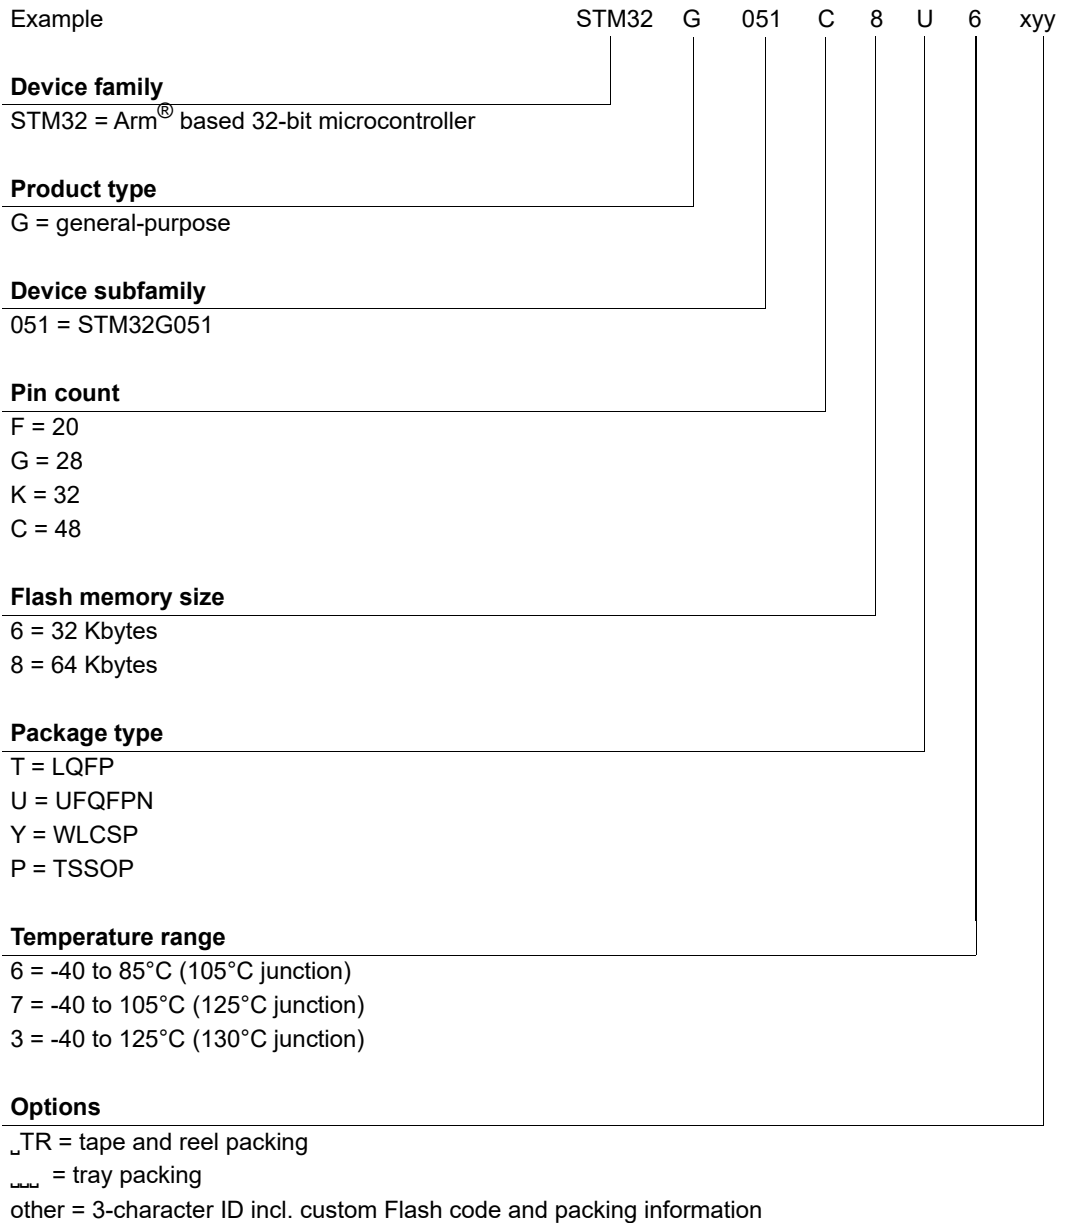 Example STM32 G 051 C 8 U 6 xyy
Device family
STM32 = Arm® based 32-bit microcontroller
Product type
G = general-purpose
Device subfamily
051 = STM32G051
Pin count
F = 20
G = 28
K = 32
C = 48
Flash memory size
6 = 32 Kbytes
8 = 64 Kbytes
Package type
T = LQFP
U = UFQFPN
Y = WLCSP
P = TSSOP
Temperature range
6 = -40 to 85°C (105°C junction)
7 = -40 to 105°C (125°C junction)
3 = -40 to 125°C (130°C junction)
Options
␣TR = tape and reel packing
␣␣␣ = tray packing
other = 3-character ID incl. custom Flash code and packing information